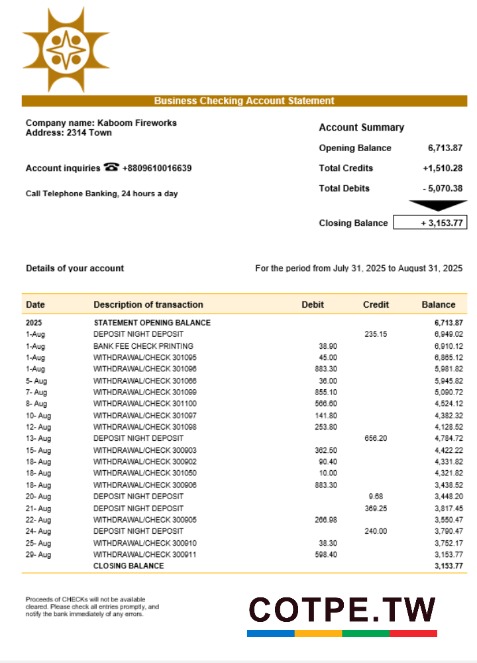 Business Checking Account Statement
Company name: Kaboom Fireworks
Address: 2314 Town
Account inquiries ☎ +8809610016639
Call Telephone Banking, 24 hours a day
Account Summary
Opening Balance 6,713.87
Total Credits +1,510.28
Total Debits - 5,070.38
Closing Balance + 3,153.77
Details of your account For the period from July 31, 2025 to August 31, 2025
Date Description of transaction Debit Credit Balance
2025 STATEMENT OPENING BALANCE 6,713.87
1-Aug DEPOSIT NIGHT DEPOSIT 235.15 6,949.02
1-Aug BANK FEE CHECK PRINTING 38.90 6,910.12
1-Aug WITHDRAWAL/CHECK 301095 45.00 6,865.12
1-Aug WITHDRAWAL/CHECK 301096 883.30 5,981.82
5- Aug WITHDRAWAL/CHECK 301066 36.00 5,945.82
7- Aug WITHDRAWAL/CHECK 301099 855.10 5,090.72
8- Aug WITHDRAWAL/CHECK 301100 566.60 4,524.12
10- Aug WITHDRAWAL/CHECK 301097 141.80 4,382.32
12- Aug WITHDRAWAL/CHECK 301098 253.80 4,128.52
13- Aug DEPOSIT NIGHT DEPOSIT 656.20 4,784.72
15- Aug WITHDRAWAL/CHECK 300903 362.50 4,422.22
18- Aug WITHDRAWAL/CHECK 300902 90.40 4,331.82
18- Aug WITHDRAWAL/CHECK 301050 10.00 4,321.82
18- Aug WITHDRAWAL/CHECK 300906 883.30 3,438.52
20- Aug DEPOSIT NIGHT DEPOSIT 9.68 3,448.20
21- Aug DEPOSIT NIGHT DEPOSIT 369.25 3,817.45
22- Aug WITHDRAWAL/CHECK 300905 266.98 3,550.47
24- Aug DEPOSIT NIGHT DEPOSIT 240.00 3,790.47
25- Aug WITHDRAWAL/CHECK 300910 38.30 3,752.17
29- Aug WITHDRAWAL/CHECK 300911 598.40 3,153.77
CLOSING BALANCE 3,153.77
Proceeds of CHECKs will not be available
cleared. Please check all entries promptly, and
notify the bank immediately of any errors.
COTPE.TW